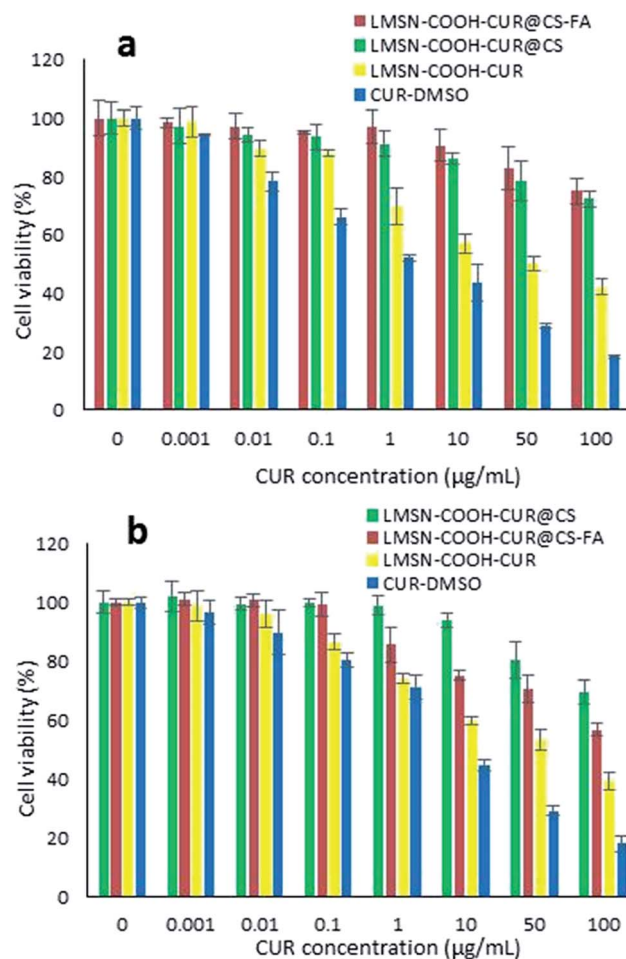 a
LMSN-COOH-CUR@CS-FA
LMSN-COOH-CUR@CS
LMSN-COOH-CUR
CUR-DMSO
120
100
80
60
40
20
0
Cell viability (%)
0 0.001 0.01 0.1 1 10 50 100
CUR concentration (µg/mL)
b
LMSN-COOH-CUR@CS
LMSN-COOH-CUR@CS-FA
LMSN-COOH-CUR
CUR-DMSO
120
100
80
60
40
20
0
Cell viability (%)
0 0.001 0.01 0.1 1 10 50 100
CUR concentration (µg/mL)